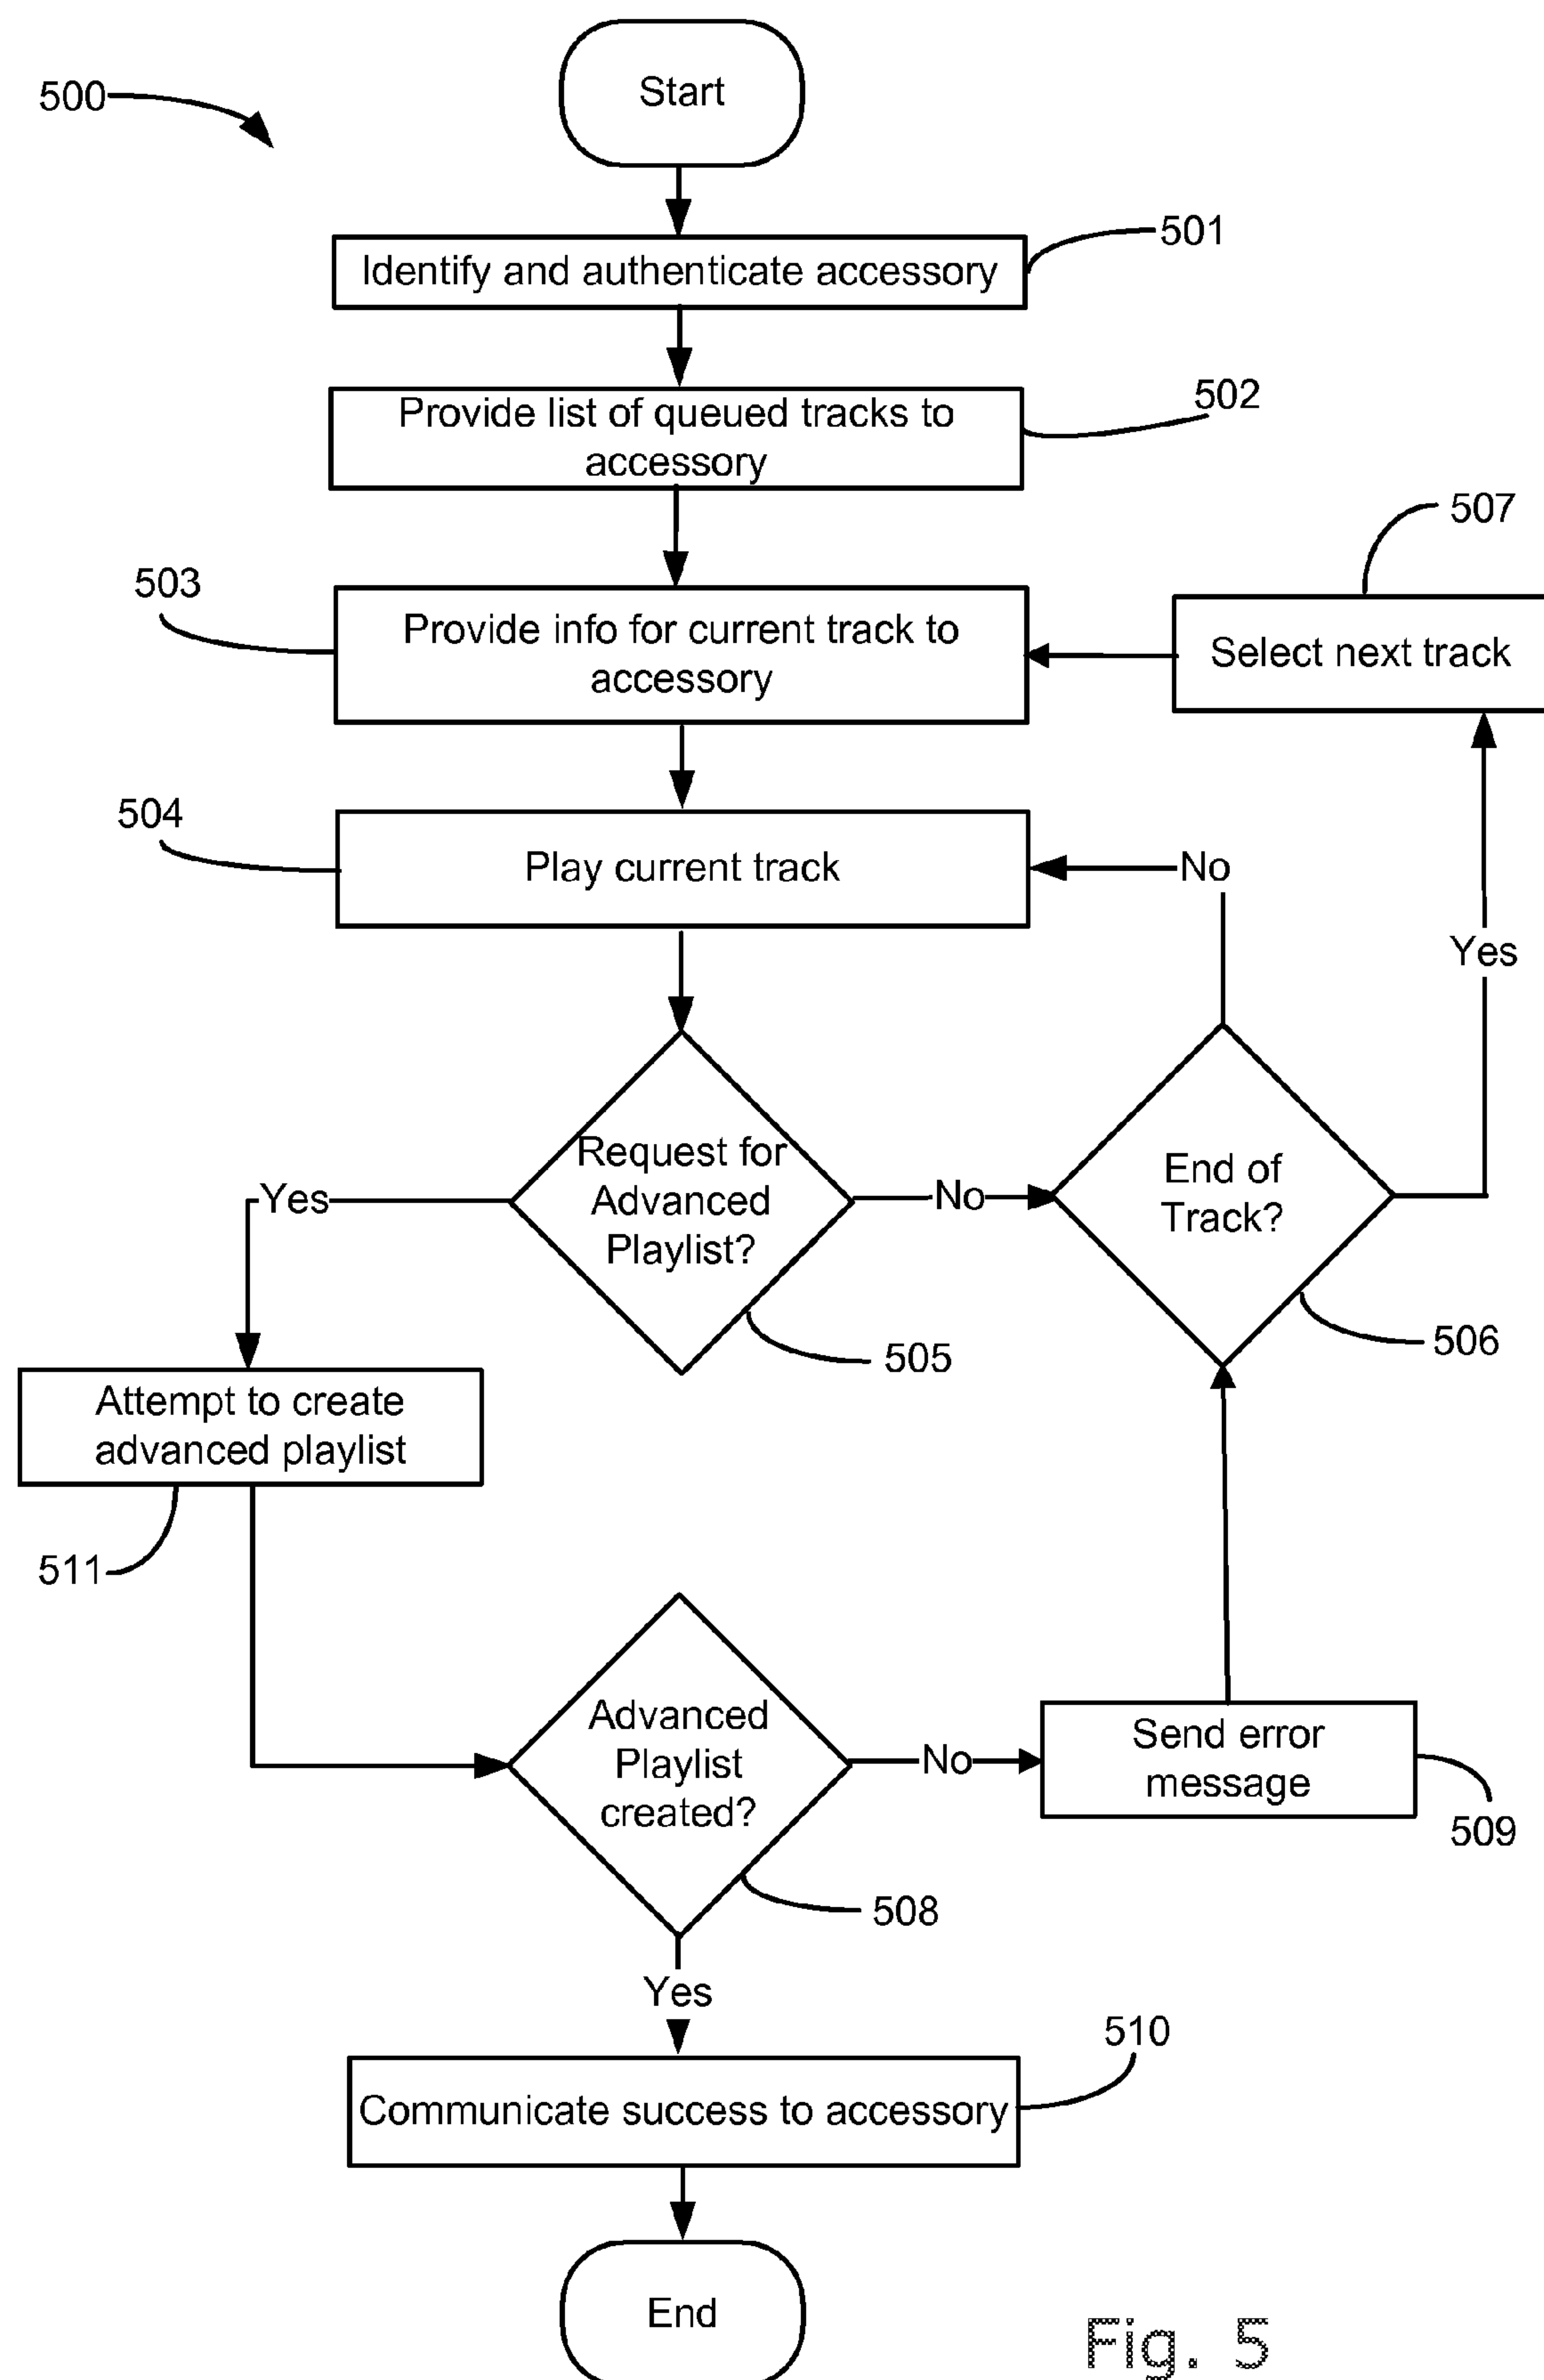 Start
500
501
Identify and authenticate accessory
502
Provide list of queued tracks to
accessory
507
503
Provide info for current track to
accessory
Select next track
504
Play current track
No
Yes
Request for
Advanced
Playlist?
Yes
No
End of
Track?
506
505
Attempt to create
advanced playlist
511
Advanced
Playlist
created?
No
Send error
message
509
508
Yes
510
Communicate success to accessory
End
Fig. 5